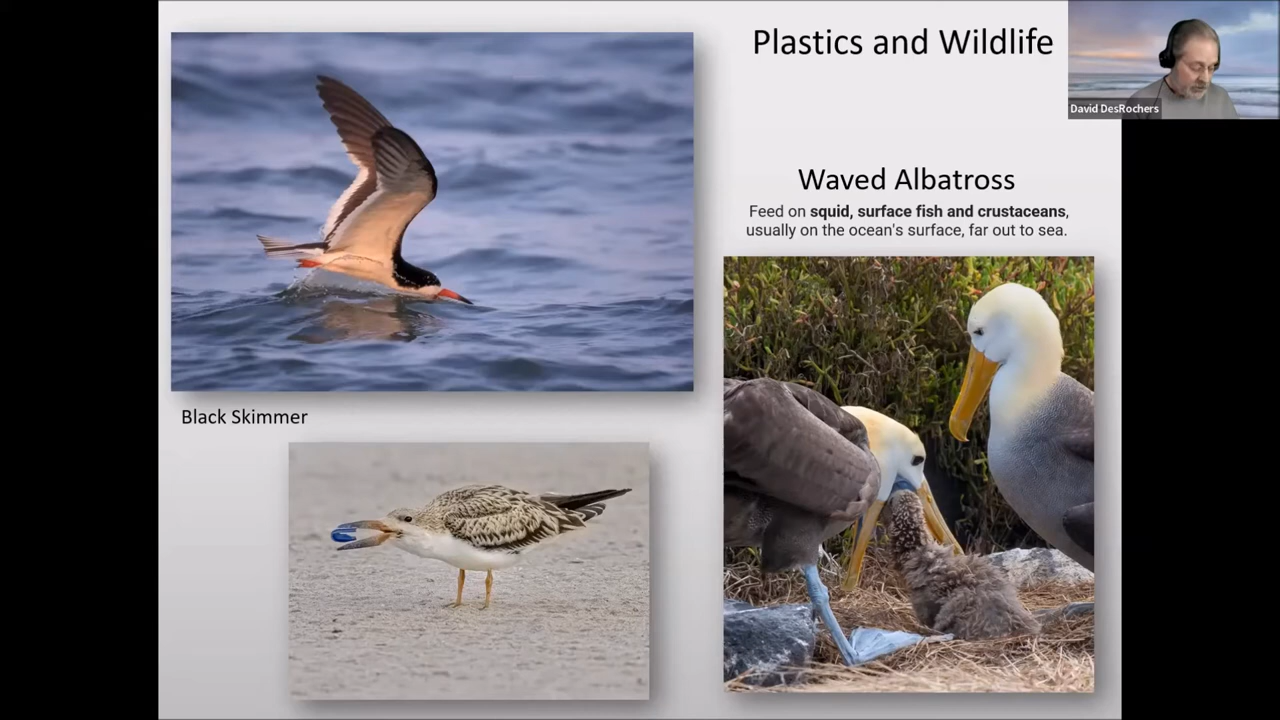 Plastics and Wildlife
David DesRochers
Waved Albatross
Feed on squid, surface fish and crustaceans,
usually on the ocean's surface, far out to sea.
Black Skimmer